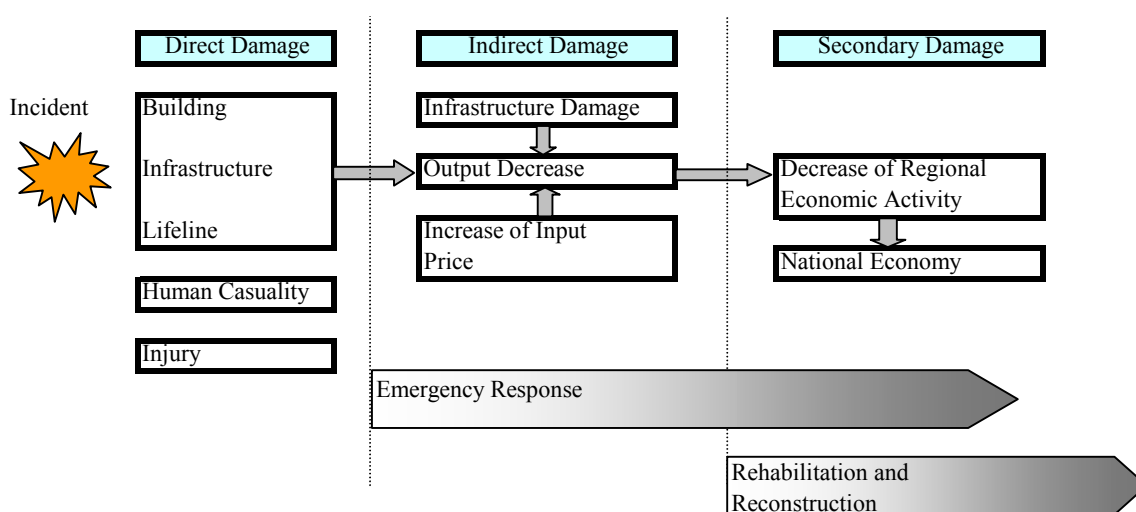 Direct Damage
Indirect Damage
Secondary Damage
Incident
Building
Infrastructure
Lifeline
Human Casuality
Injury
Infrastructure Damage
Output Decrease
Increase of Input
Price
Decrease of Regional
Economic Activity
National Economy
Emergency Response
Rehabilitation and
Reconstruction